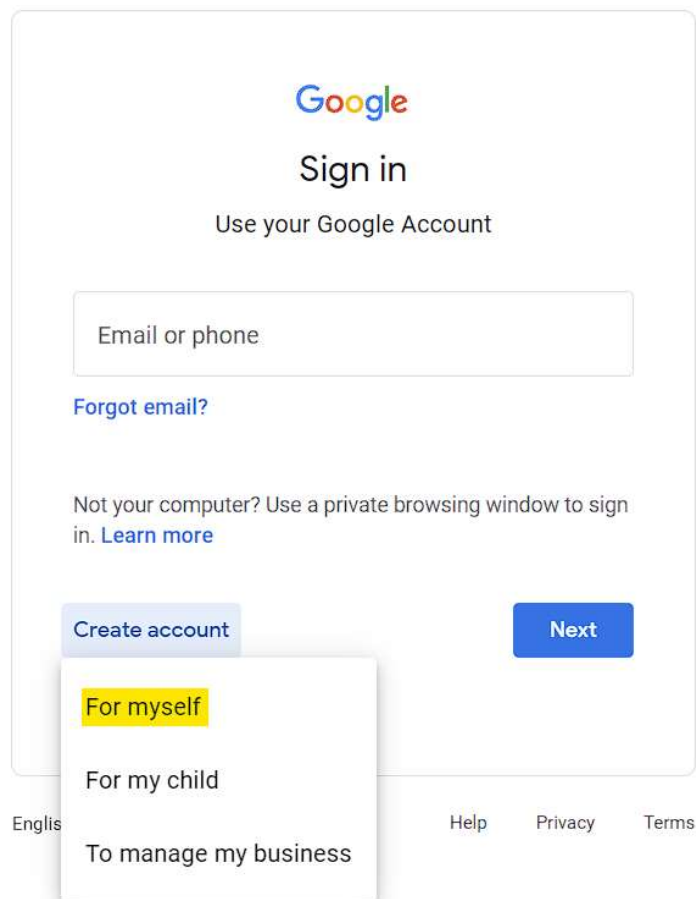 Google
Sign in
Use your Google Account
Email or phone
Forgot email?
Not your computer? Use a private browsing window to sign
in. Learn more
Create account
Next
For myself
For my child
To manage my business
Help
Privacy
Terms